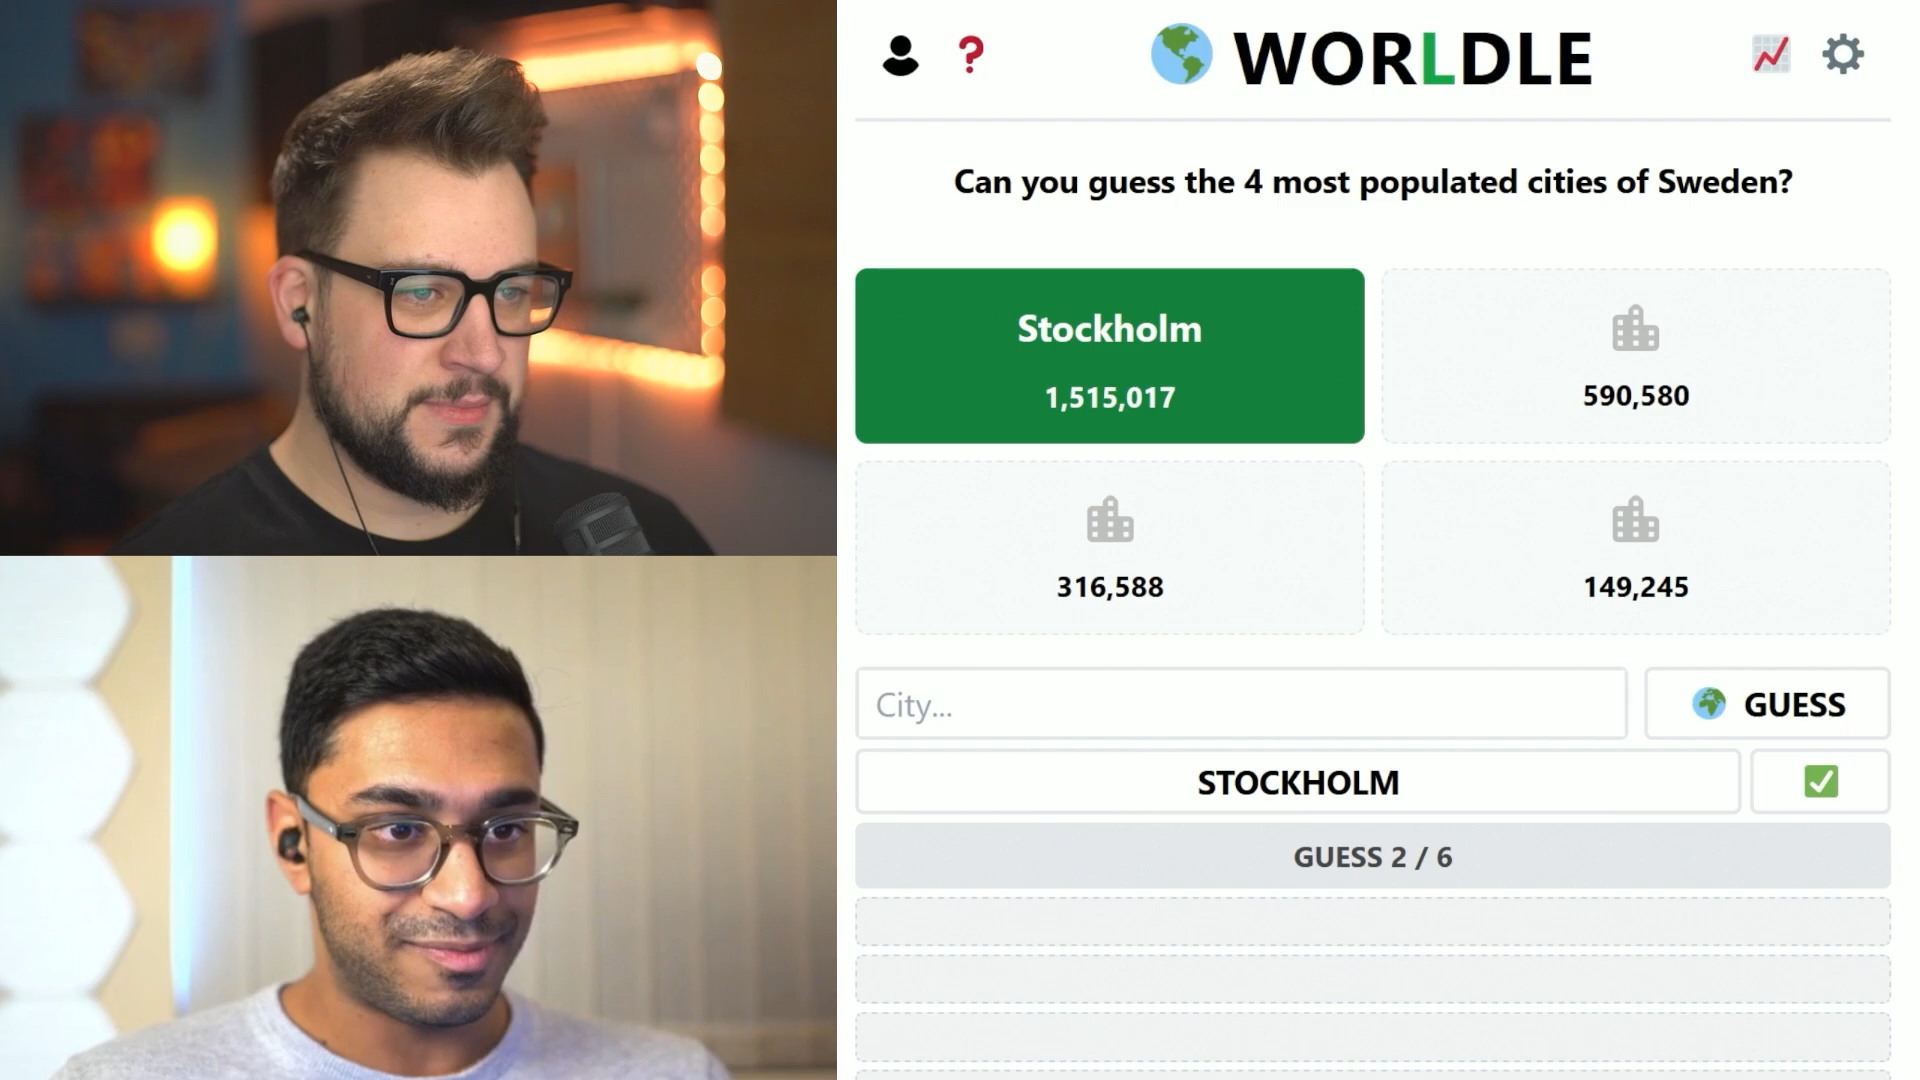 WORLDLE
Can you guess the 4 most populated cities of Sweden?
Stockholm
1,515,017
590,580
316,588
149,245
City...
GUESS
STOCKHOLM
GUESS 2 / 6